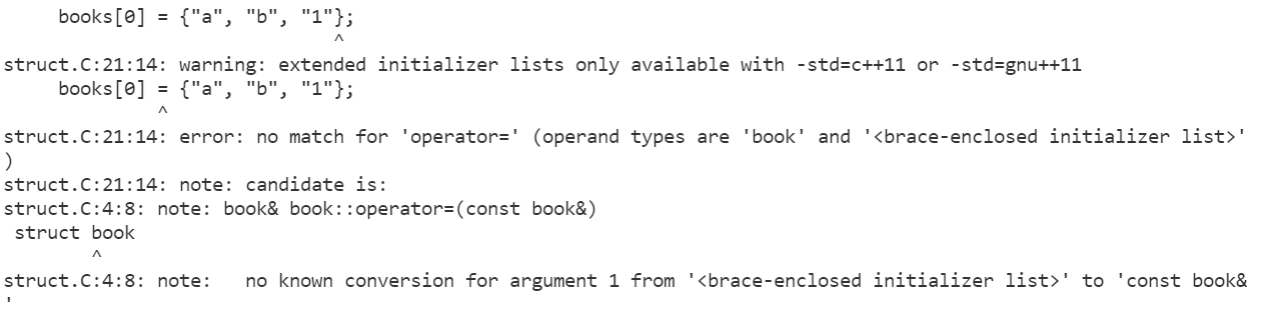 books[0] = {"a", "b", "1"};
^
struct.C:21:14: warning: extended initializer lists only available with -std=c++11 or -std=gnu++11
books[0] = {"a", "b", "1"};
^
struct.C:21:14: error: no match for 'operator=' (operand types are 'book' and '<brace-enclosed initializer list>'
)
struct.C:21:14: note: candidate is:
struct.C:4:8: note: book& book::operator=(const book&)
struct book
^
struct.C:4:8: note:   no known conversion for argument 1 from '<brace-enclosed initializer list>' to 'const book&
'